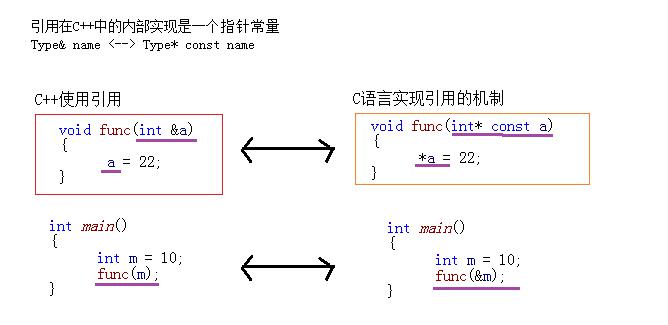 引用在C++中的内部实现是一个指针常量
Type& name <--> Type* const name
C++使用引用
void func(int &a)
{
a = 22;
}
int main()
{
int m = 10;
func(m);
}
C语言实现引用的机制
void func(int* const a)
{
*a = 22;
}
int main()
{
int m = 10;
func(&m);
}